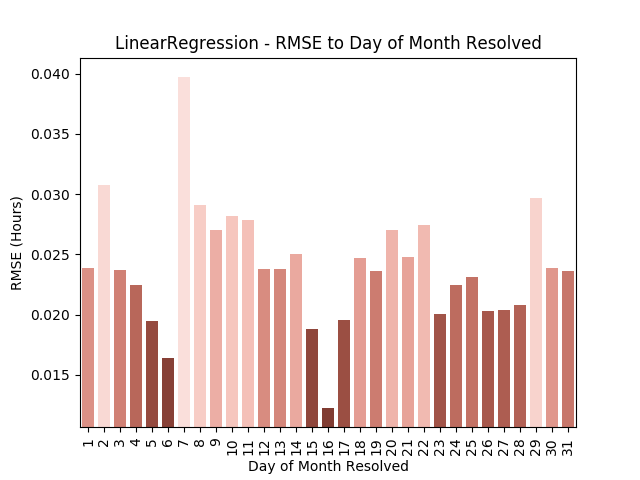 LinearRegression - RMSE to Day of Month Resolved
0.040
0.035
0.030
0.025
0.020
0.015
RMSE (Hours)
1 2 3 4 5 6 7 8 9 10 11 12 13 14 15 16 17 18 19 20 21 22 23 24 25 26 27 28 29 30 31
Day of Month Resolved